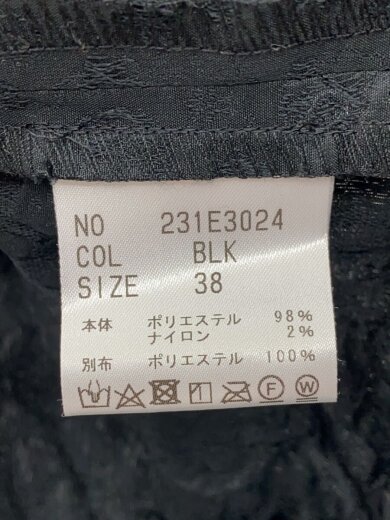 NO 231E3024
COL BLK
SIZE 38
本体 ポリエステル 98%
ナイロン 2%
別布 ポリエステル 100%
F W